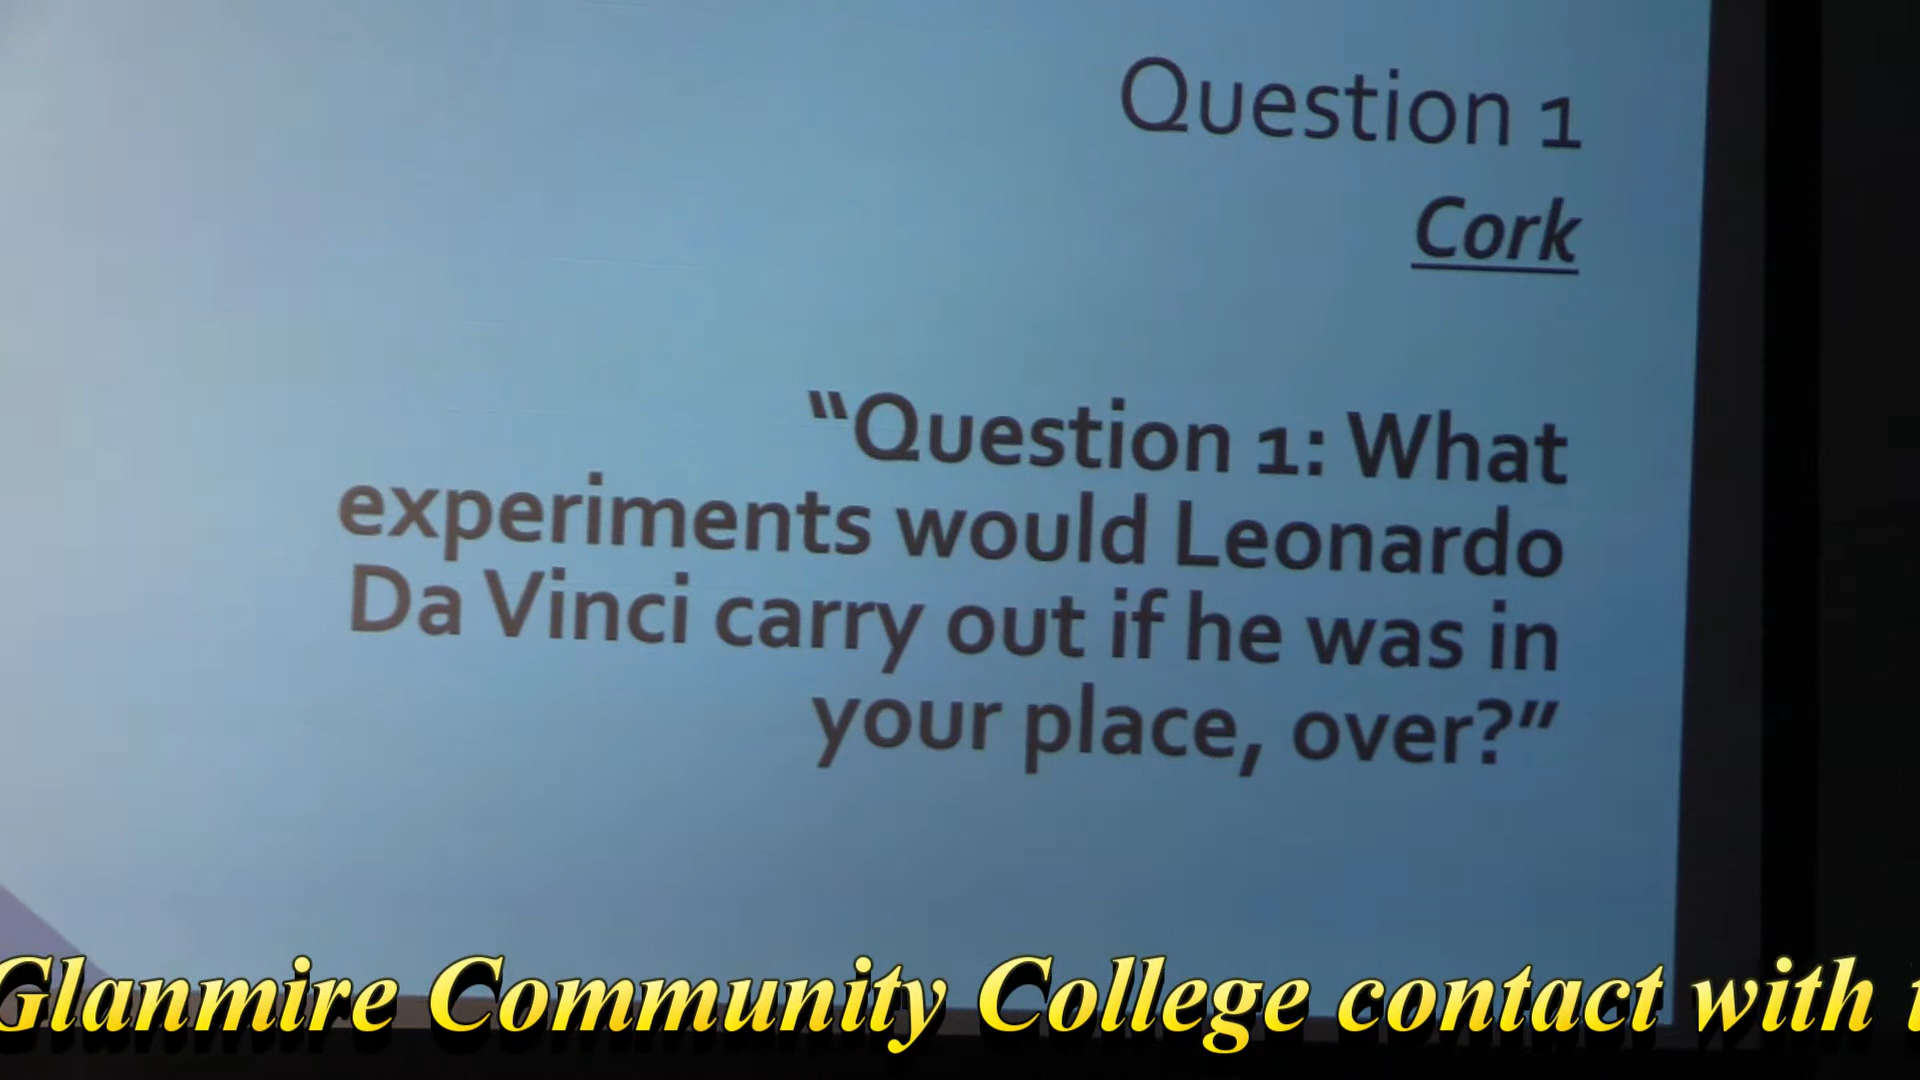 Question 1
Cork
“Question 1: What
experiments would Leonardo
Da Vinci carry out if he was in
your place, over?”
Glanmire Community College contact with